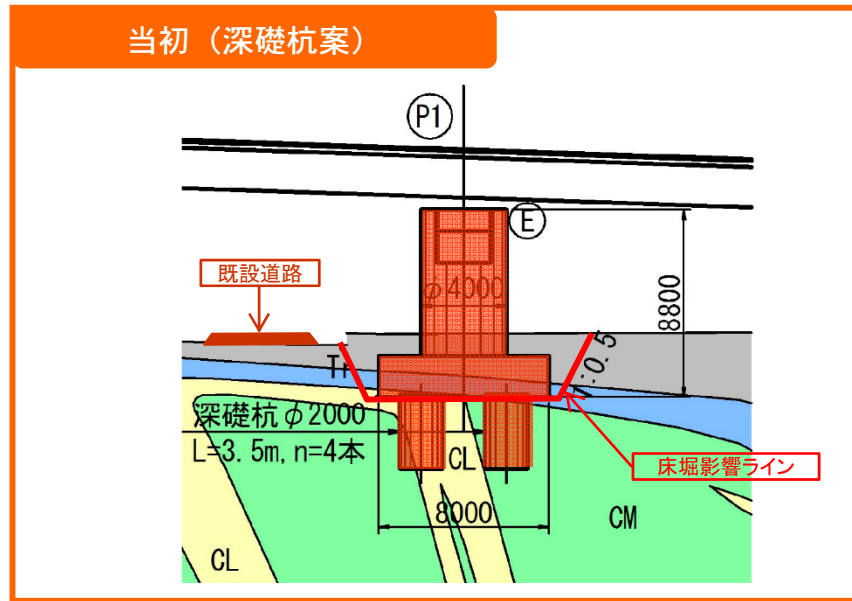 当初（深礎杭案）
P1
E
既設道路
φ4000
8800
1:0.5
Tr
深礎杭φ2000
L=3.5m,n=4本
CL
床堀影響ライン
8000
CM
CL